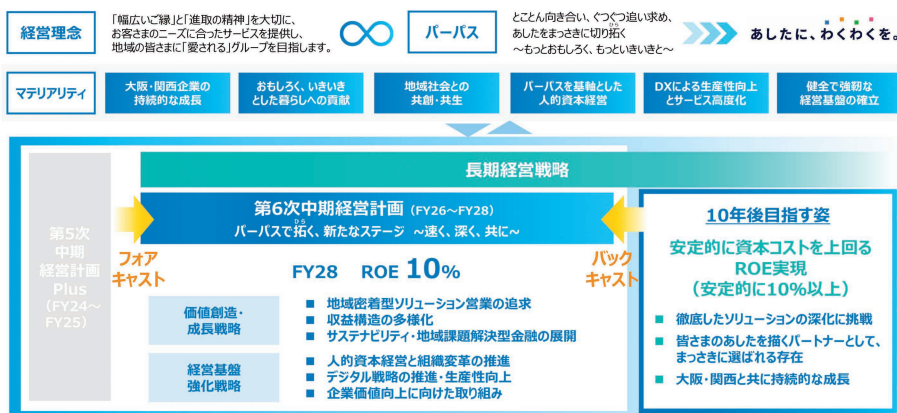 経営理念
「幅広いご縁」と「進取の精神」を大切に、
お客さまのニーズに合ったサービスを提供し、
地域の皆さまに「愛される」グループを目指します。
パーパス
とことん向き合い、ぐつぐつ追い求め、
あしたをまっさきに切り拓く
ひら
～もっとおもしろく、もっといきいきと～
あしたに、わくわくを。
マテリアリティ
大阪・関西企業の
持続的な成長
おもしろく、いきいき
とした暮らしへの貢献
地域社会との
共創・共生
パーパスを基軸とした
人的資本経営
DXによる生産性向上
とサービス高度化
健全で強靭な
経営基盤の確立
長期経営戦略
第5次
中期
経営計画
Plus
(FY24～
FY25)
フォア
キャスト
第6次中期経営計画 (FY26～FY28)
ひら
パーパスで拓く、新たなステージ ～速く、深く、共に～
バック
キャスト
FY28 ROE 10%
価値創造・
成長戦略
■ 地域密着型ソリューション営業の追求
■ 収益構造の多様化
■ サステナビリティ・地域課題解決型金融の展開
経営基盤
強化戦略
■ 人的資本経営と組織変革の推進
■ デジタル戦略の推進・生産性向上
■ 企業価値向上に向けた取り組み
10年後目指す姿
安定的に資本コストを上回る
ROE実現
(安定的に10%以上)
■ 徹底したソリューションの深化に挑戦
■ 皆さまのあしたを描くパートナーとして、
まっさきに選ばれる存在
■ 大阪・関西と共に持続的な成長